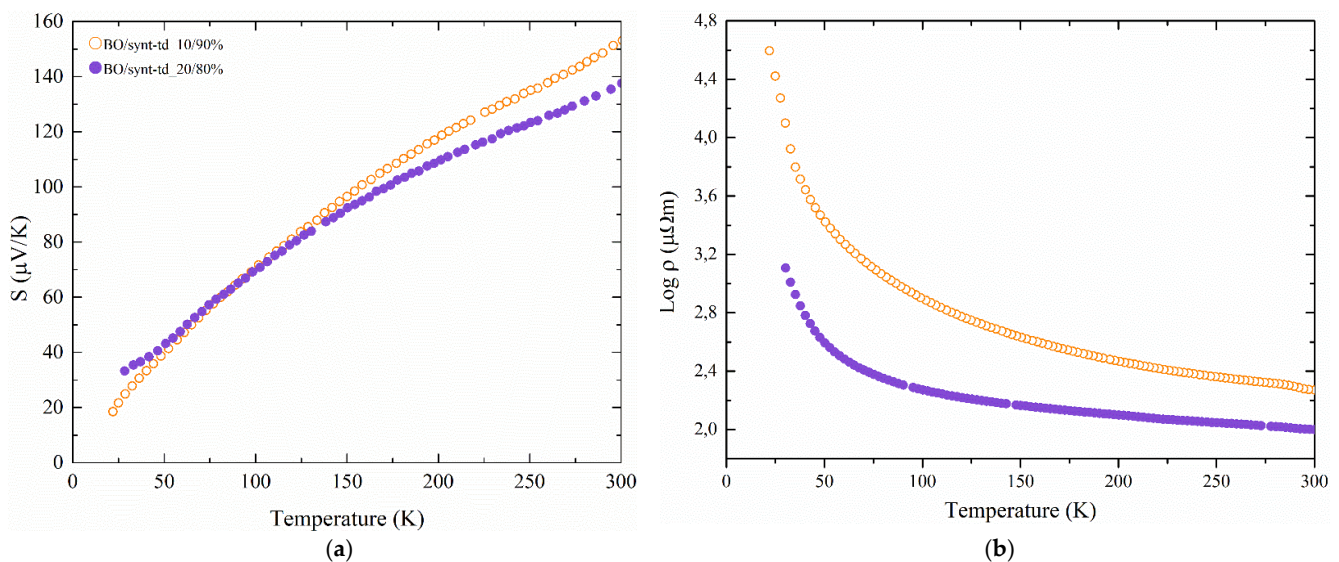 160
140
120
100
80
60
40
20
0
S (µV/K)
BO/synt-td_10/90%
BO/synt-td_20/80%
0 50 100 150 200 250 300
Temperature (K)
(a)
4,8
4,4
4,0
3,6
3,2
2,8
2,4
2,0
Log ρ (µΩm)
0 50 100 150 200 250 300
Temperature (K)
(b)